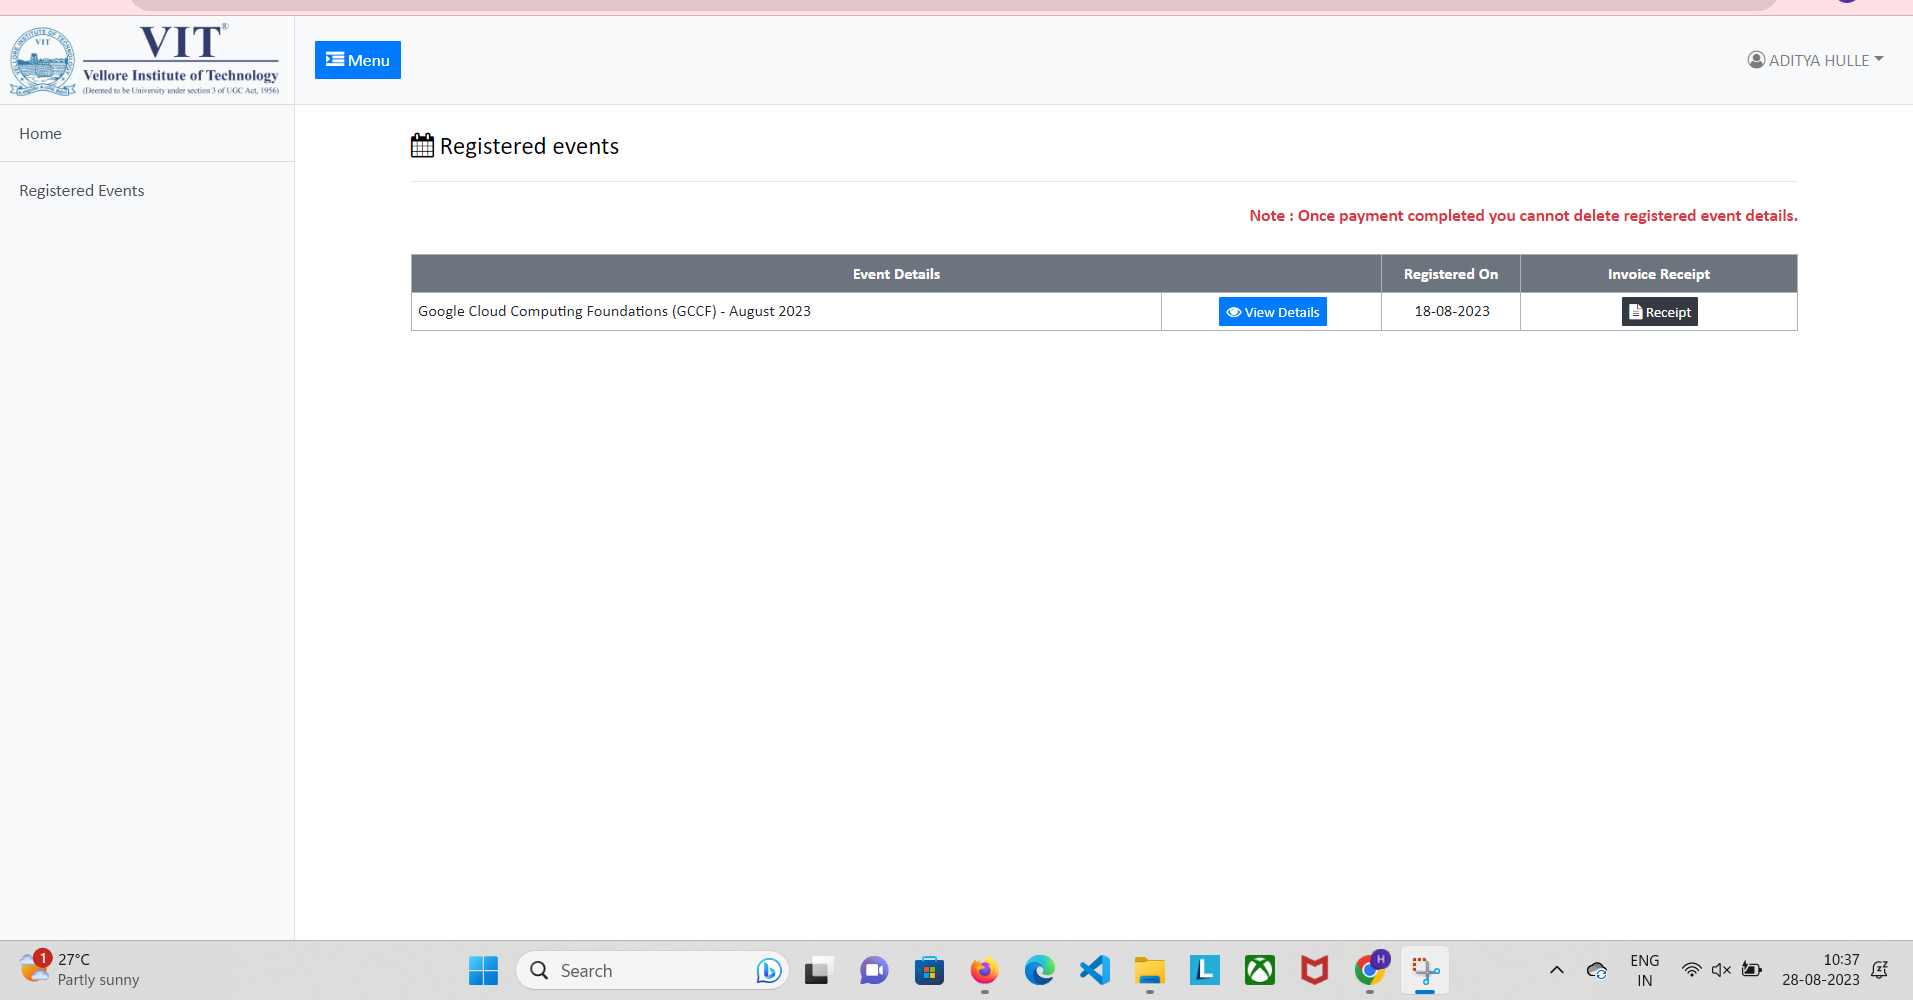 VIT®
Vellore Institute of Technology
(Deemed to be University under section 3 of UGC Act, 1956)
VIT
Menu
ADITYA HULLE
Home
Registered Events
Registered events
Note : Once payment completed you cannot delete registered event details.
Event Details Registered On Invoice Receipt
Google Cloud Computing Foundations (GCCF) - August 2023 View Details 18-08-2023 Receipt
1
27°C
Partly sunny
Search
L
H
ENG
IN
10:37
28-08-2023